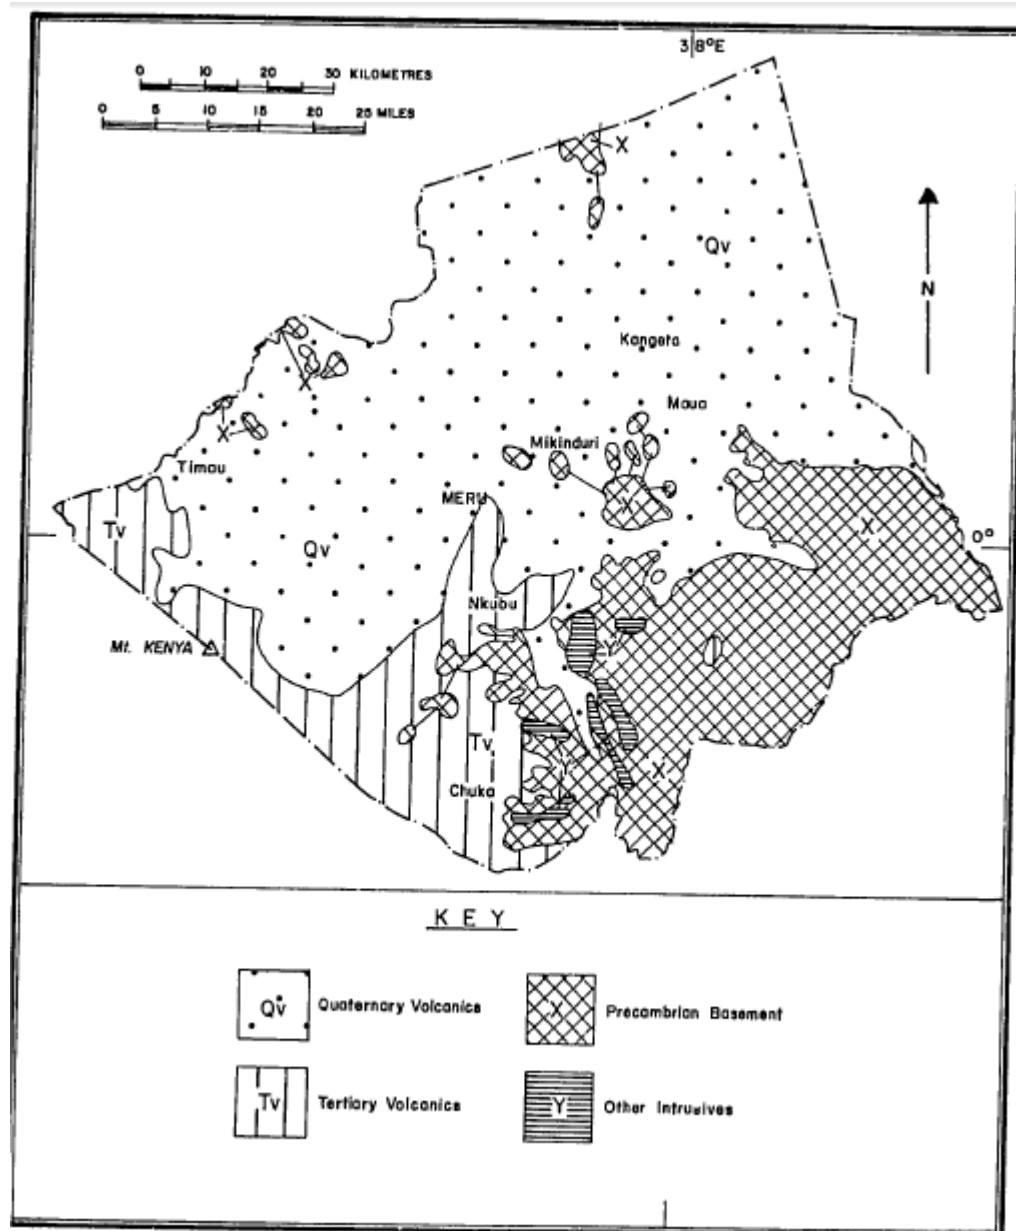 38°E
0 10 20 30 KILOMETRES
0 5 10 15 20 25 MILES
X
Qv
N
Kangeta
X
Maua
X
Mikinduri
Timau
MERU
X
X
Tv
Qv
0°
Nkubu
Mt. KENYA
Y
Tv
Y
X
Chuka
KEY
Qv Quaternary Volcanics
X Precambrian Basement
Tv Tertiary Volcanics
Y Other Intrusives